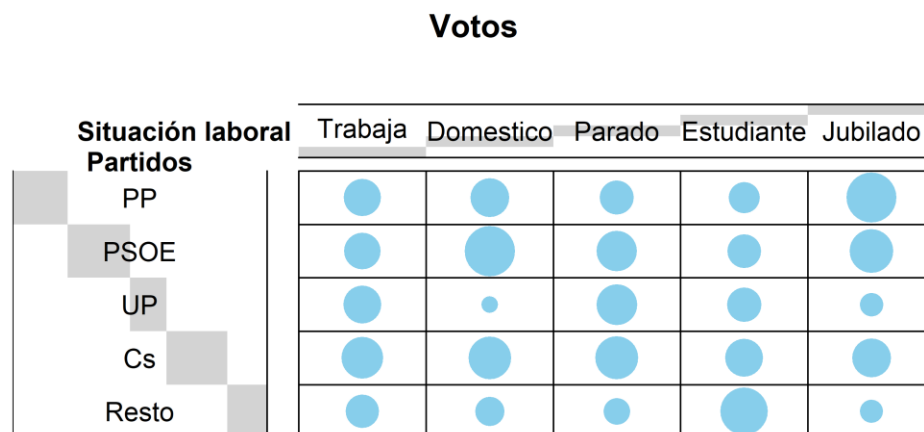 Votos
Situación laboral Trabaja Domestico Parado Estudiante Jubilado
Partidos
PP
PSOE
UP
Cs
Resto